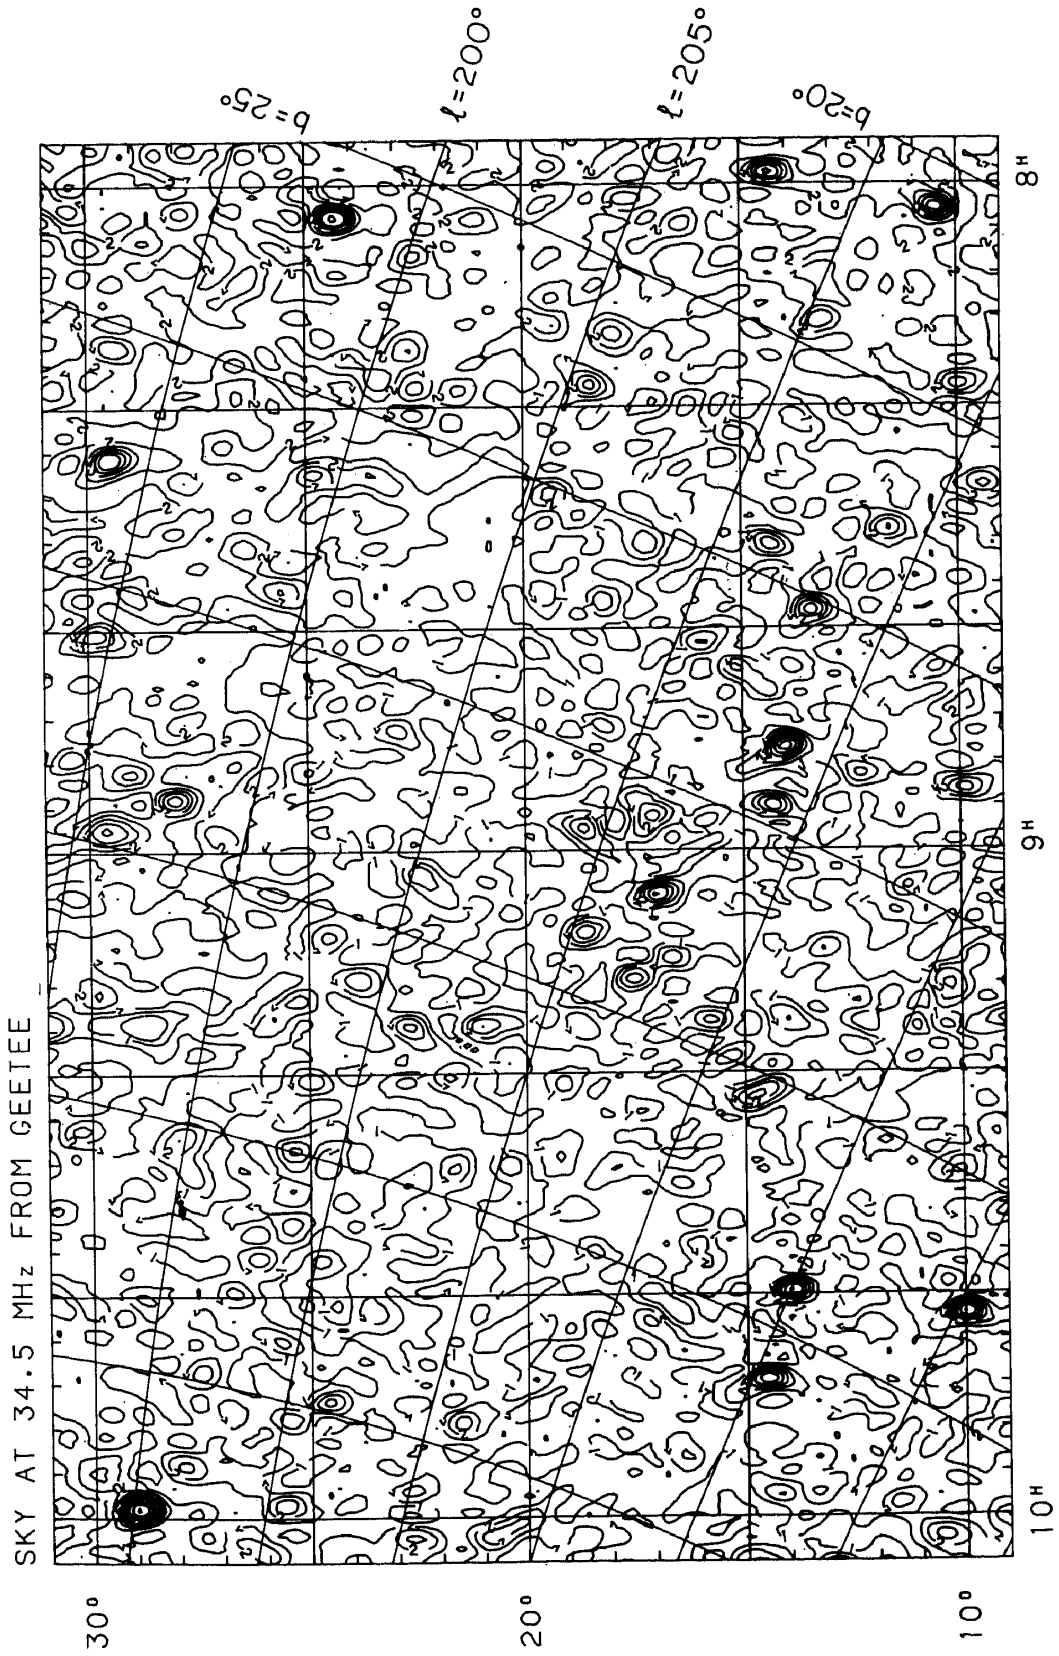 SKY AT 34.5 MHz FROM GEETEE
b=25°
ℓ=200°
ℓ=205°
b=20°
30°
20°
10°
10ᴴ
9ᴴ
8ᴴ